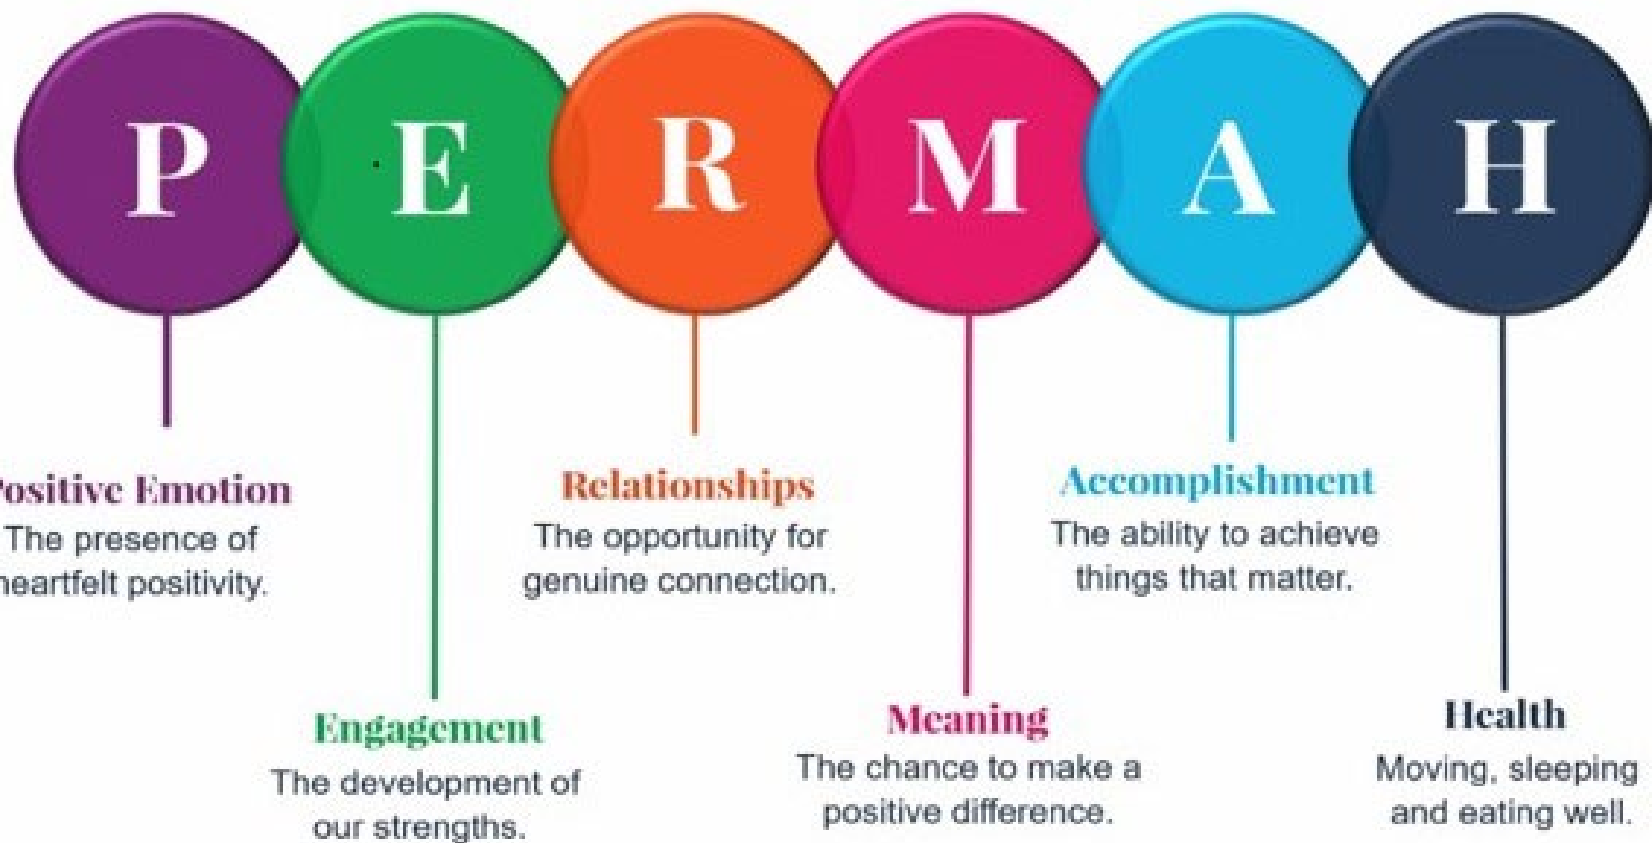 P E R M A H
Positive Emotion
The presence of
heartfelt positivity.
Engagement
The development of
our strengths.
Relationships
The opportunity for
genuine connection.
Meaning
The chance to make a
positive difference.
Accomplishment
The ability to achieve
things that matter.
Health
Moving, sleeping
and eating well.